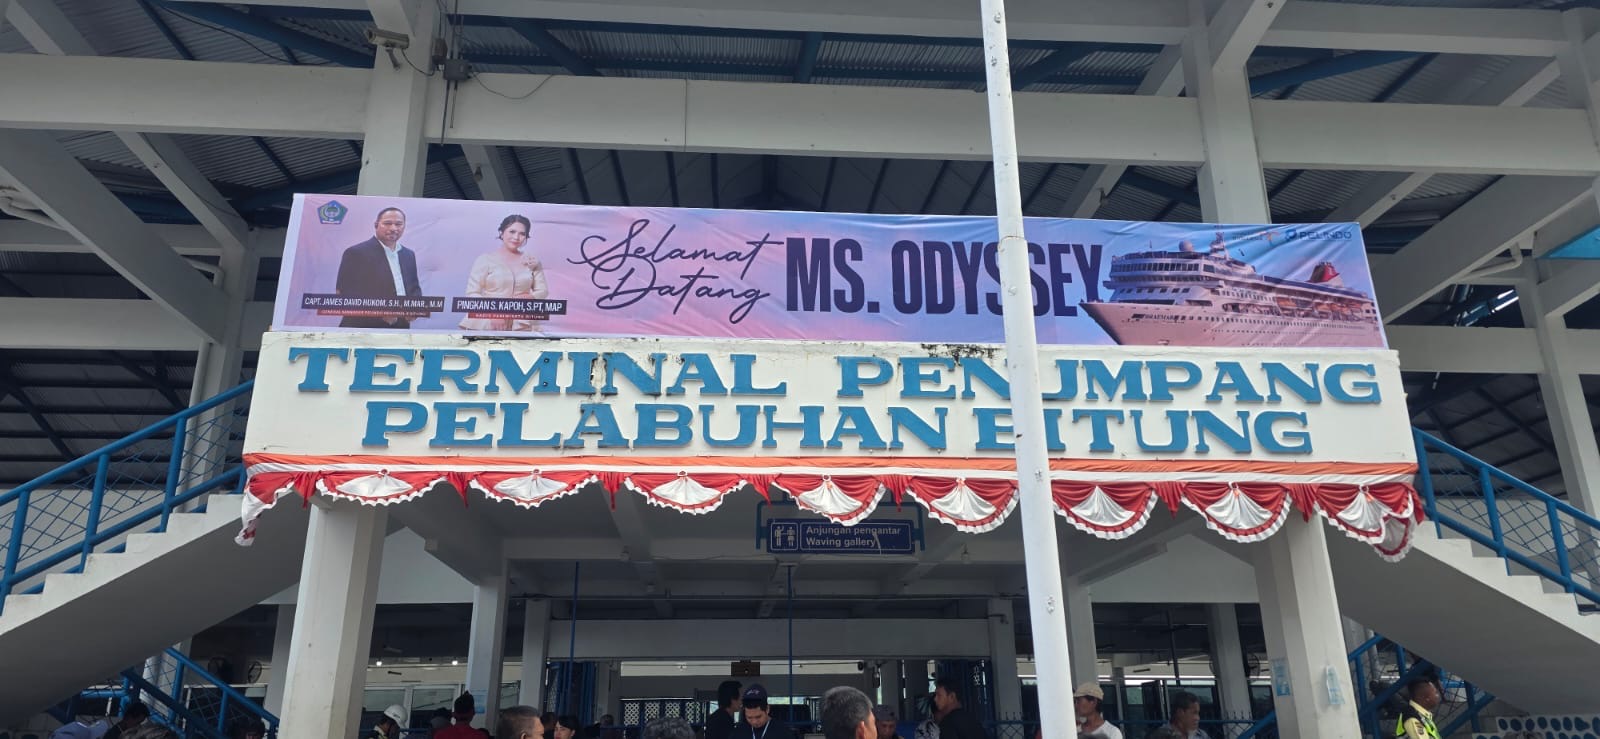 Selamat
Datang
MS. ODYSSEY
PELINDO
CAPT. JAMES DAVID HUKOM, S.H., M.MAR., M.M
PINGKAN S. KAPOH, S.PT, MAP
TERMINAL PENUMPANG
PELABUHAN BITUNG
Anjungan pengantar
Waving gallery